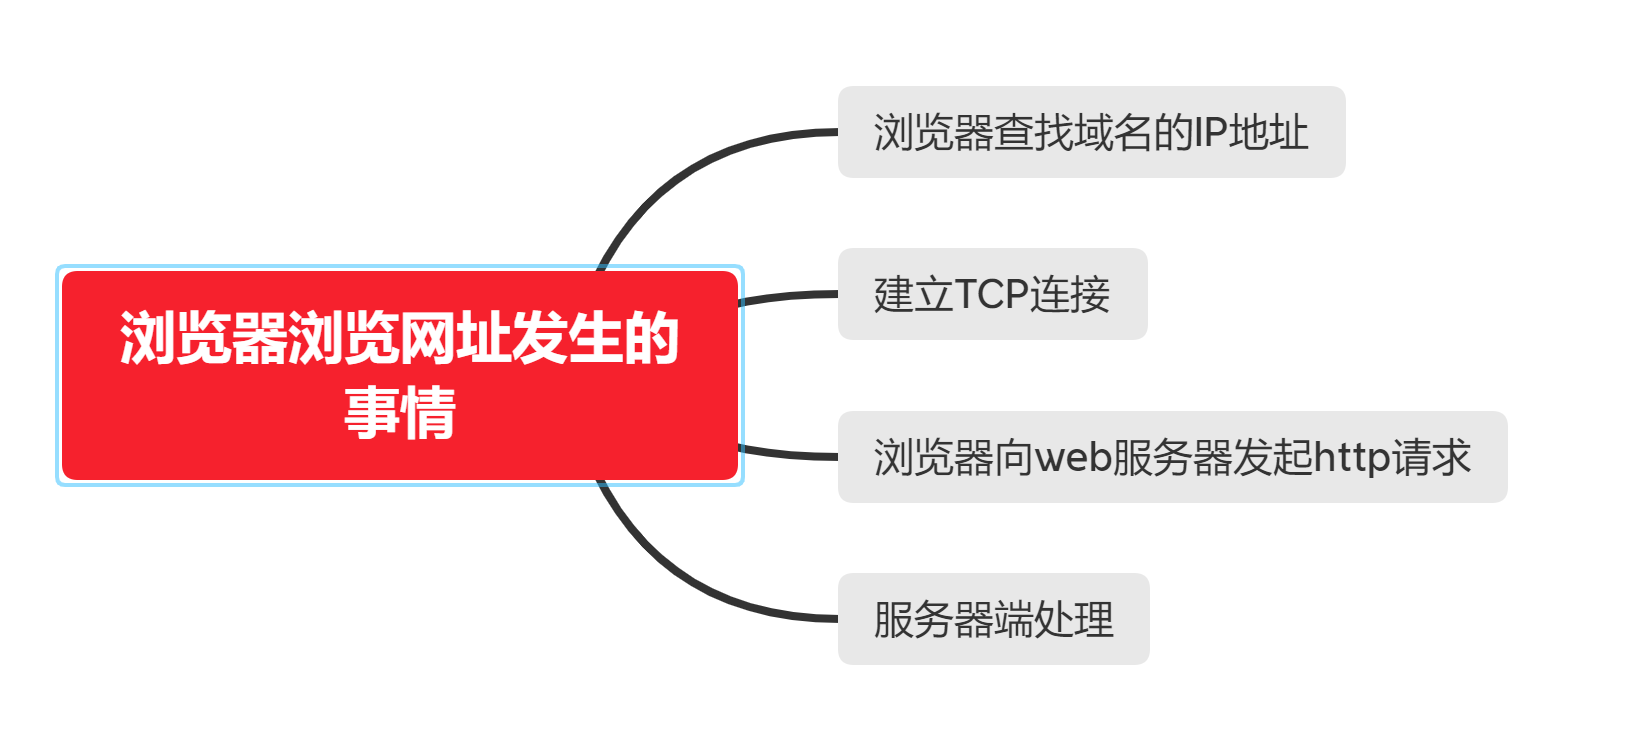 浏览器查找域名的IP地址
建立TCP连接
浏览器浏览网址发生的
事情
浏览器向web服务器发起http请求
服务器端处理